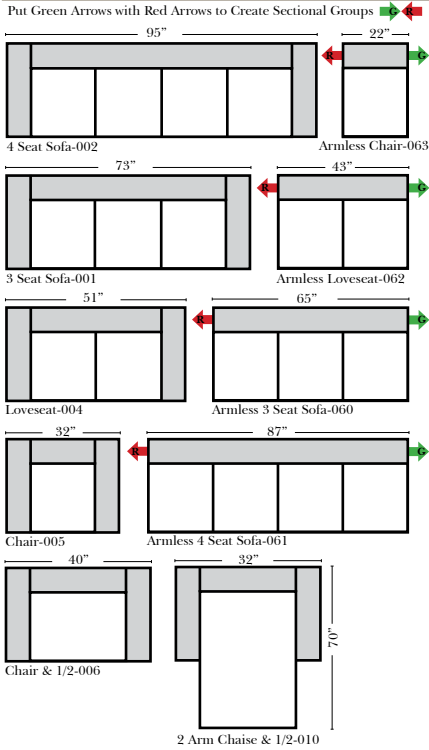 Put Green Arrows with Red Arrows to Create Sectional Groups G R
95” 22”
R G
4 Seat Sofa-002 Armless Chair-063
73” 43”
R G
3 Seat Sofa-001 Armless Loveseat-062
51” 65”
R G
Loveseat-004 Armless 3 Seat Sofa-060
32” 87”
R G
Chair-005 Armless 4 Seat Sofa-061
40” 32”
70”
Chair & 1/2-006
2 Arm Chaise & 1/2-010